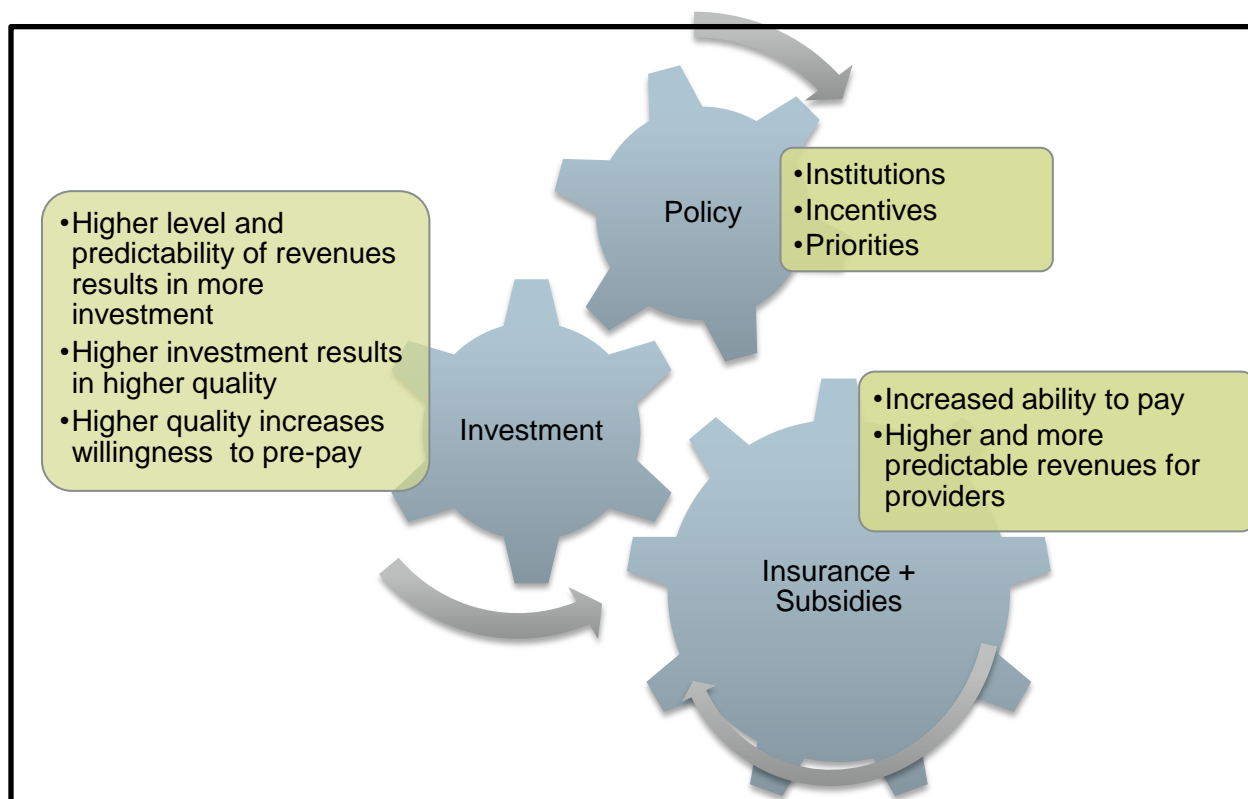 Policy
•Institutions
•Incentives
•Priorities
•Higher level and
predictability of revenues
results in more
investment
•Higher investment results
in higher quality
•Higher quality increases
willingness  to pre-pay
Investment
•Increased ability to pay
•Higher and more
predictable revenues for
providers
Insurance +
Subsidies